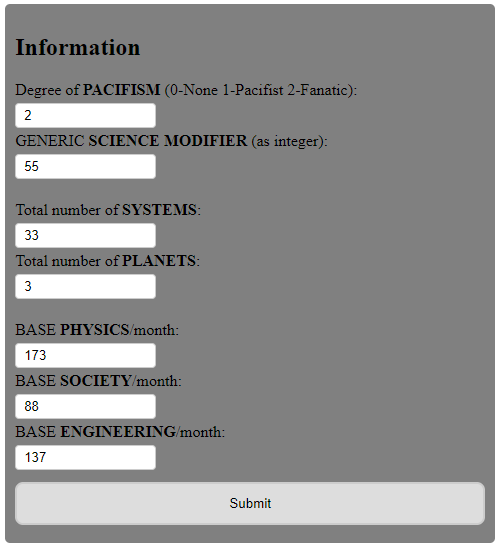 Information
Degree of PACIFISM (0-None 1-Pacifist 2-Fanatic):
2
GENERIC SCIENCE MODIFIER (as integer):
55
Total number of SYSTEMS:
33
Total number of PLANETS:
3
BASE PHYSICS/month:
173
BASE SOCIETY/month:
88
BASE ENGINEERING/month:
137
Submit